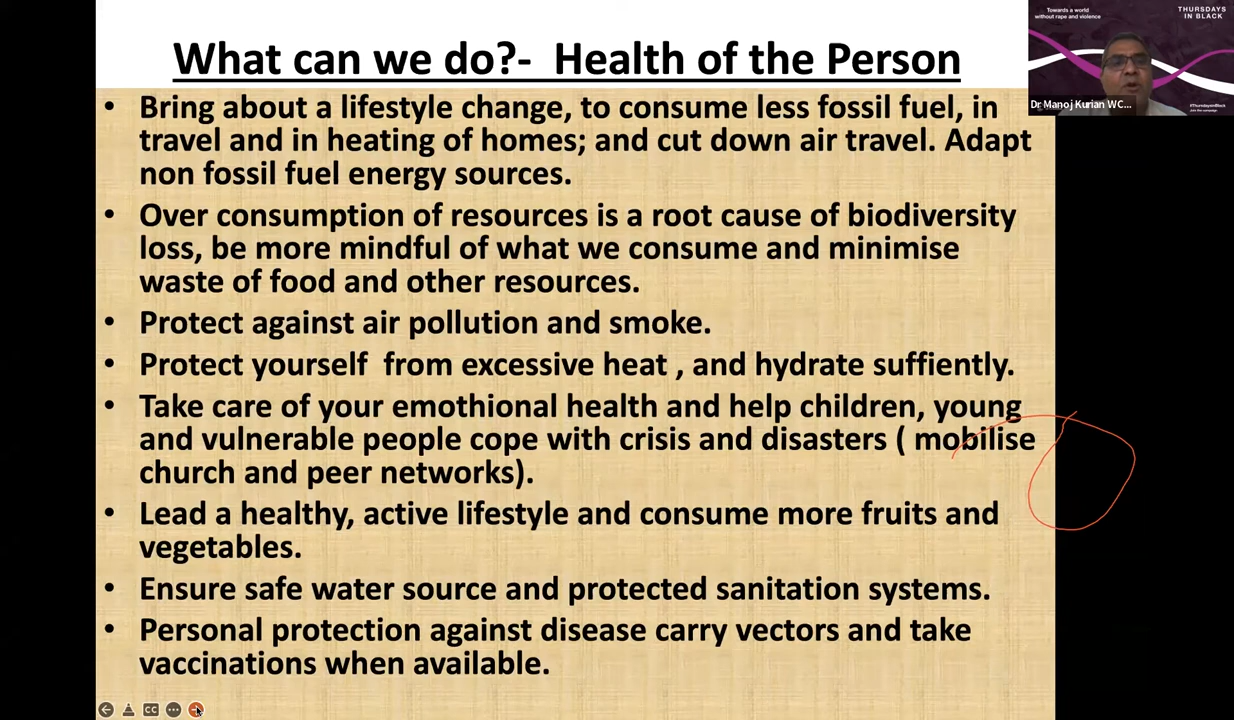 What can we do?- Health of the Person
• Bring about a lifestyle change, to consume less fossil fuel, in
travel and in heating of homes; and cut down air travel. Adapt
non fossil fuel energy sources.
• Over consumption of resources is a root cause of biodiversity
loss, be more mindful of what we consume and minimise
waste of food and other resources.
• Protect against air pollution and smoke.
• Protect yourself from excessive heat , and hydrate suffiently.
• Take care of your emothional health and help children, young
and vulnerable people cope with crisis and disasters ( mobilise
church and peer networks).
• Lead a healthy, active lifestyle and consume more fruits and
vegetables.
• Ensure safe water source and protected sanitation systems.
• Personal protection against disease carry vectors and take
vaccinations when available.
Towards a world
without rape and violence
THURSDAYS
IN BLACK
Dr Manoj Kurian WC...
#ThursdaysinBlack
Join the campaign
CC